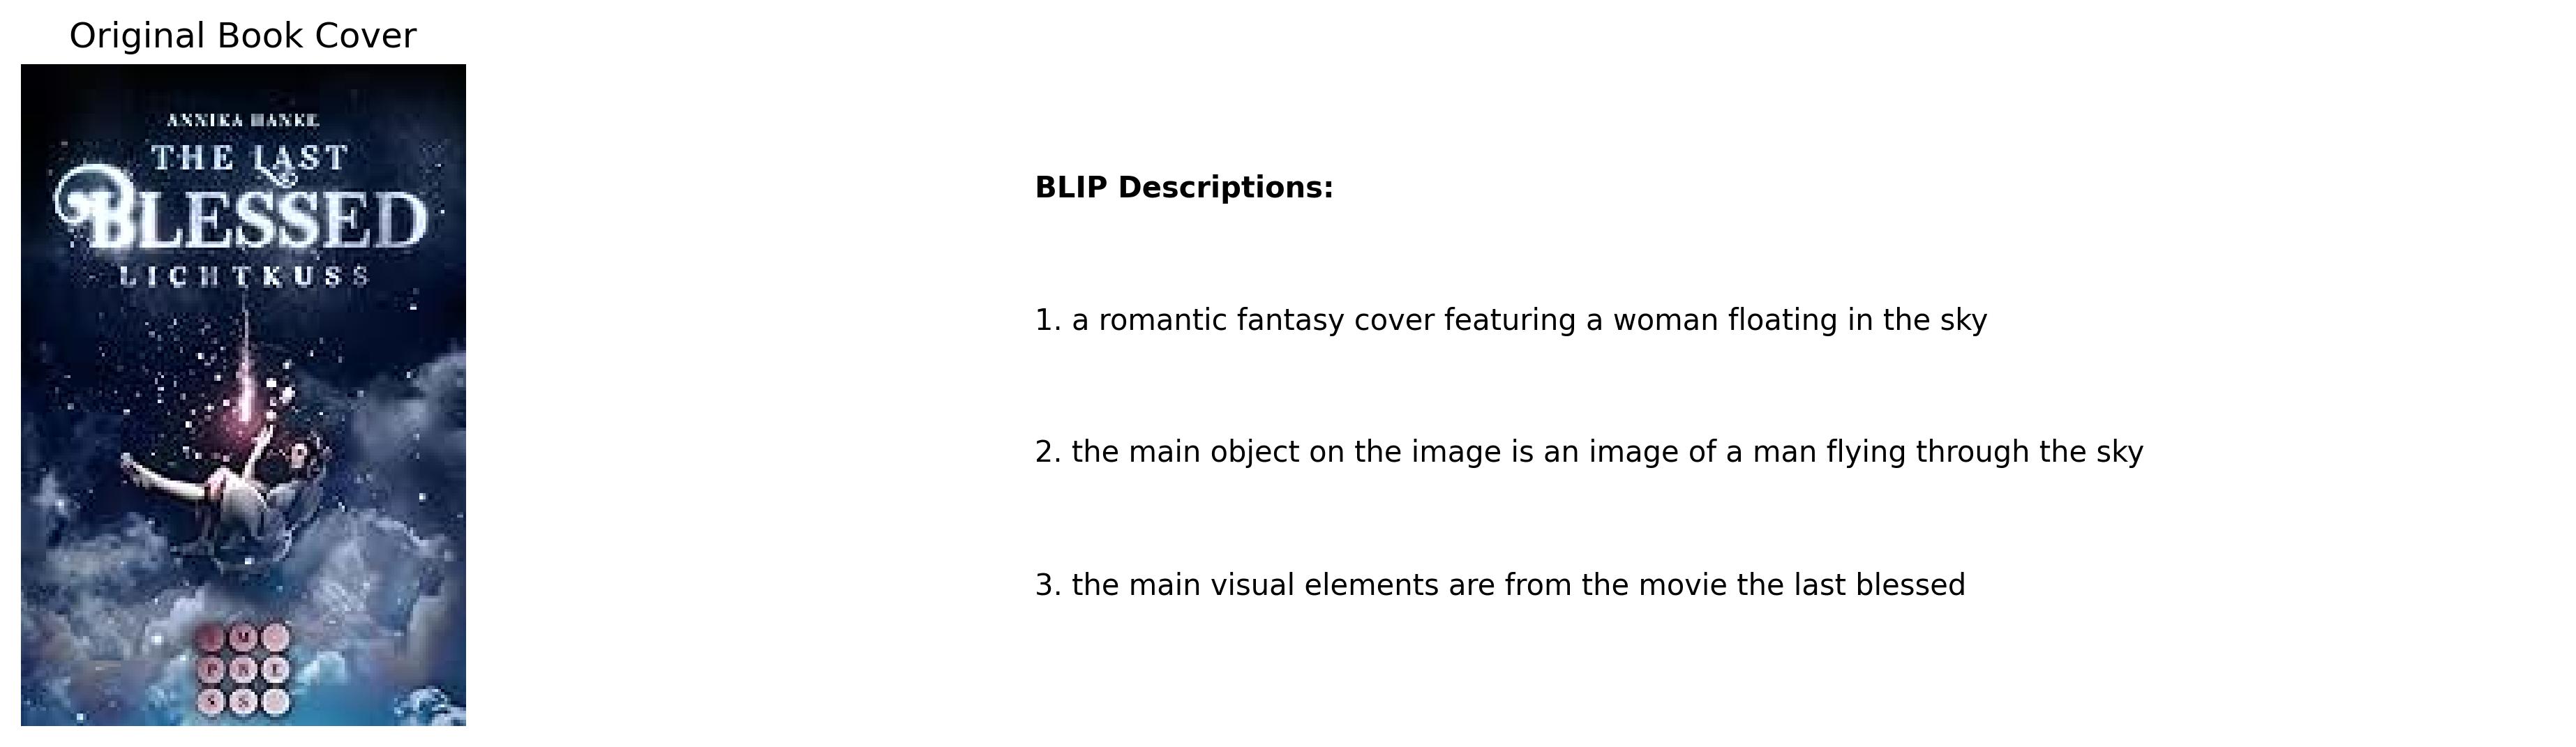 Original Book Cover
ANNIKA HANKE
THE LAST
BLESSED
LICHTKUSS
M
P R E
S S
BLIP Descriptions:
1. a romantic fantasy cover featuring a woman floating in the sky
2. the main object on the image is an image of a man flying through the sky
3. the main visual elements are from the movie the last blessed